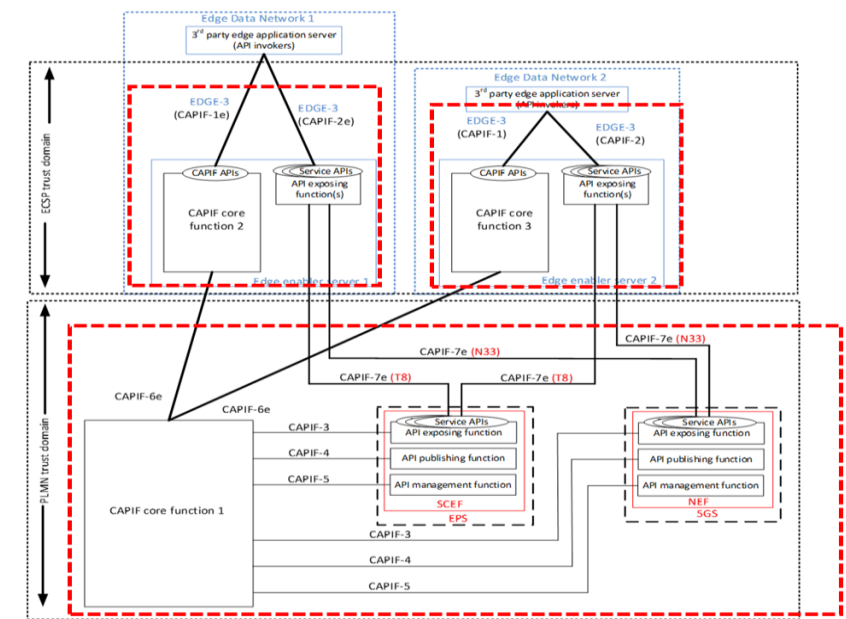 Edge Data Network 1
3rd party edge application server
(API invokers)
Edge Data Network 2
3rd party edge application server
(API invokers)
EDGE-3
(CAPIF-1e)
EDGE-3
(CAPIF-2e)
EDGE-3
(CAPIF-1)
EDGE-3
(CAPIF-2)
ECSP trust domain
CAPIF APIs
Service APIs
API exposing
function(s)
CAPIF core
function 2
Edge enabler server 1
CAPIF APIs
Service APIs
API exposing
function(s)
CAPIF core
function 3
Edge enabler server 2
PLMN trust domain
CAPIF-7e (N33)
CAPIF-7e (N33)
CAPIF-7e (T8)
CAPIF-7e (T8)
CAPIF-6e
CAPIF-6e
CAPIF core function 1
CAPIF-3
CAPIF-4
CAPIF-5
Service APIs
API exposing function
API publishing function
API management function
SCEF
EPS
Service APIs
API exposing function
API publishing function
API management function
NEF
5GS
CAPIF-3
CAPIF-4
CAPIF-5